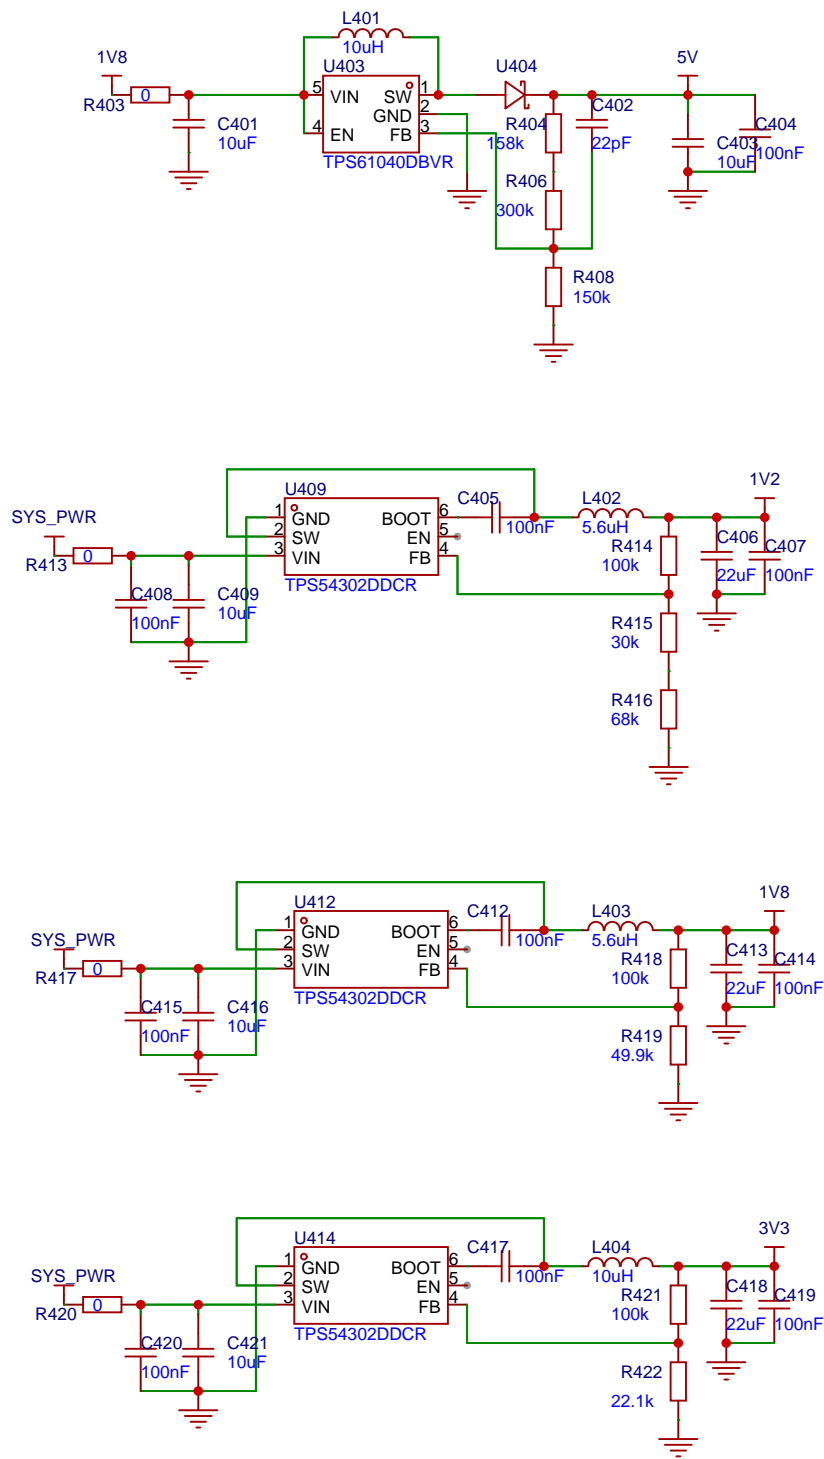 L401
10uH
1V8
R403
0
C401
10uF
U403
5
VIN
4
EN
SW
1
GND
2
FB
3
TPS61040DBVR
U404
R404
158k
C402
22pF
R406
300k
R408
150k
5V
C403
10uF
C404
100nF
SYS_PWR
R413
0
C408
100nF
C409
10uF
U409
1
GND
2
SW
3
VIN
BOOT
6
EN
5
FB
4
TPS54302DDCR
C405
100nF
L402
5.6uH
1V2
R414
100k
C406
22uF
C407
100nF
R415
30k
R416
68k
SYS_PWR
R417
0
C415
100nF
C416
10uF
U412
1
GND
2
SW
3
VIN
BOOT
6
EN
5
FB
4
TPS54302DDCR
C412
100nF
L403
5.6uH
1V8
R418
100k
C413
22uF
C414
100nF
R419
49.9k
SYS_PWR
R420
0
C420
100nF
C421
10uF
U414
1
GND
2
SW
3
VIN
BOOT
6
EN
5
FB
4
TPS54302DDCR
C417
100nF
L404
10uH
3V3
R421
100k
C418
22uF
C419
100nF
R422
22.1k